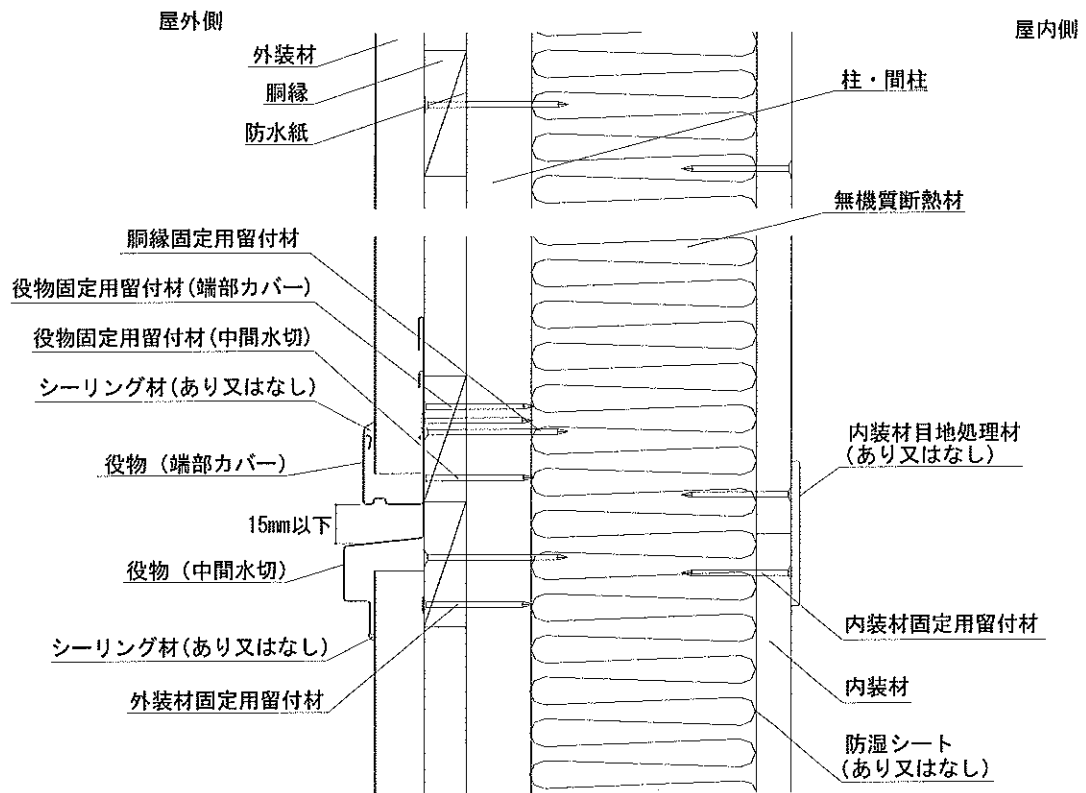 屋外側
屋内側
外装材
胴縁
防水紙
柱・間柱
無機質断熱材
胴縁固定用留付材
役物固定用留付材(端部カバー)
役物固定用留付材(中間水切)
シーリング材(あり又はなし)
役物（端部カバー）
15mm以下
役物（中間水切）
シーリング材(あり又はなし)
外装材固定用留付材
内装材目地処理材
(あり又はなし)
内装材固定用留付材
内装材
防湿シート
(あり又はなし)